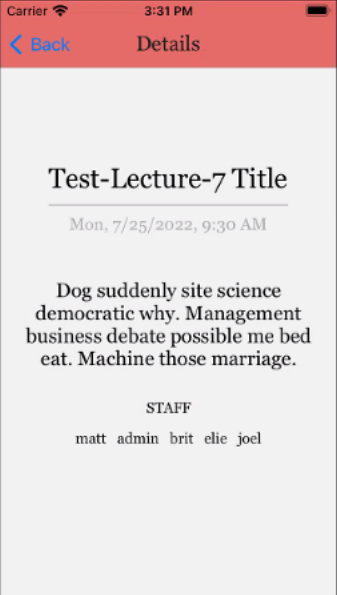 Carrier 3:31 PM
Back Details
Test-Lecture-7 Title
Mon, 7/25/2022, 9:30 AM
Dog suddenly site science
democratic why. Management
business debate possible me bed
eat. Machine those marriage.
STAFF
matt admin brit elie joel